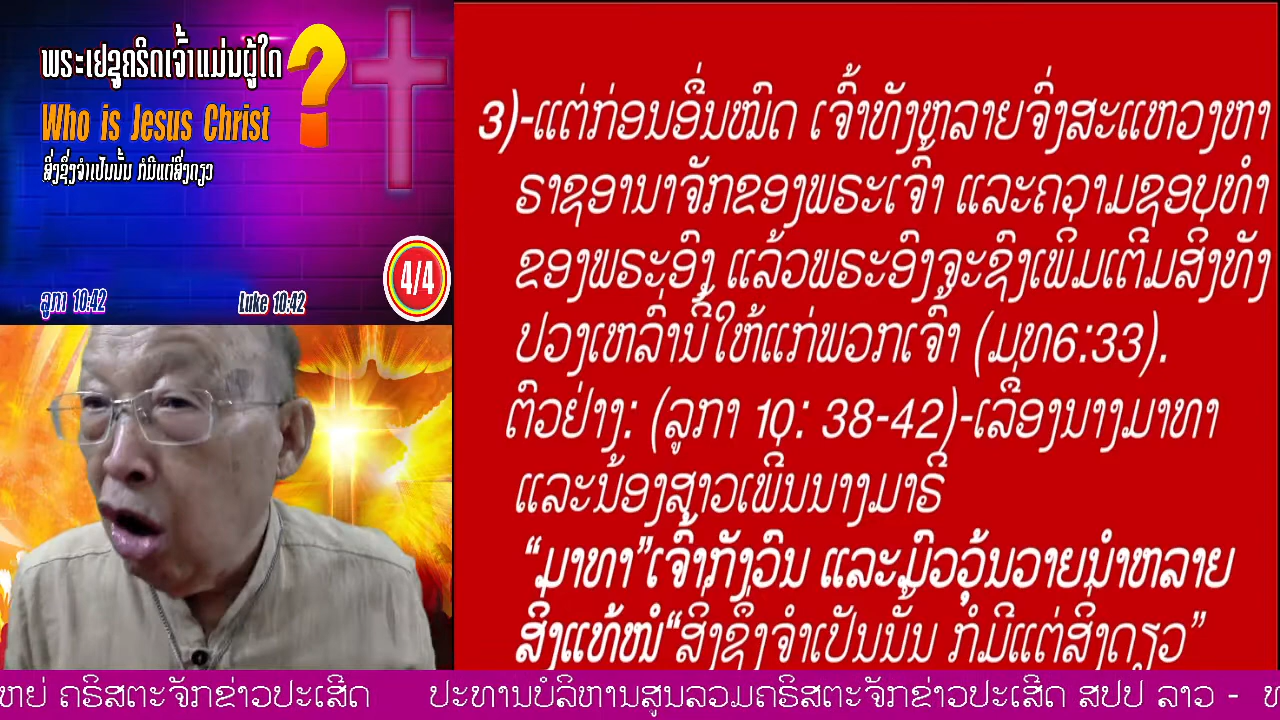 ພຣະເຢຊູຄຣິດເຈົ້າແມ່ນຜູ້ໃດ ?
Who is Jesus Christ
ສິ່ງຊຶ່ງຈຳເປັນນັ້ນ ກໍມີແຕ່ສິ່ງດຽວ
4/4
ລູກາ 10:42
Luke 10:42
3)-ແຕ່ກ່ອນອື່ນໝົດ ເຈົ້າທັງຫລາຍຈົ່ງສະແຫວງຫາ
ຣາຊອານາຈັກຂອງພຣະເຈົ້າ ແລະຄວາມຊອບທຳ
ຂອງພຣະອົງ ແລ້ວພຣະອົງຈະຊົງເພິ່ມເຕີມສິ່ງທັງ
ປວງເຫລົ່ານີ້ໃຫ້ແກ່ພວກເຈົ້າ (ມທ6:33).
ຕົວຢ່າງ: (ລູກາ 10: 38-42)-ເລື່ອງນາງມາທາ
ແລະນ້ອງສາວເພິ່ນນາງມາຣີ
“ມາທາ”ເຈົ້າກັງວົນ ແລະມົວວຸ້ນວາຍນຳຫລາຍ
ສິ່ງແທ້ໜໍ“ສິ່ງຊຶ່ງຈຳເປັນນັ້ນ ກໍມີແຕ່ສິ່ງດຽວ”
ຫຍ່ ຄຣິສຕະຈັກຂ່າວປະເສີດ ປະທານບໍລິຫານສູນລວມຄຣິສຕະຈັກຂ່າວປະເສີດ ສປປ ລາວ -